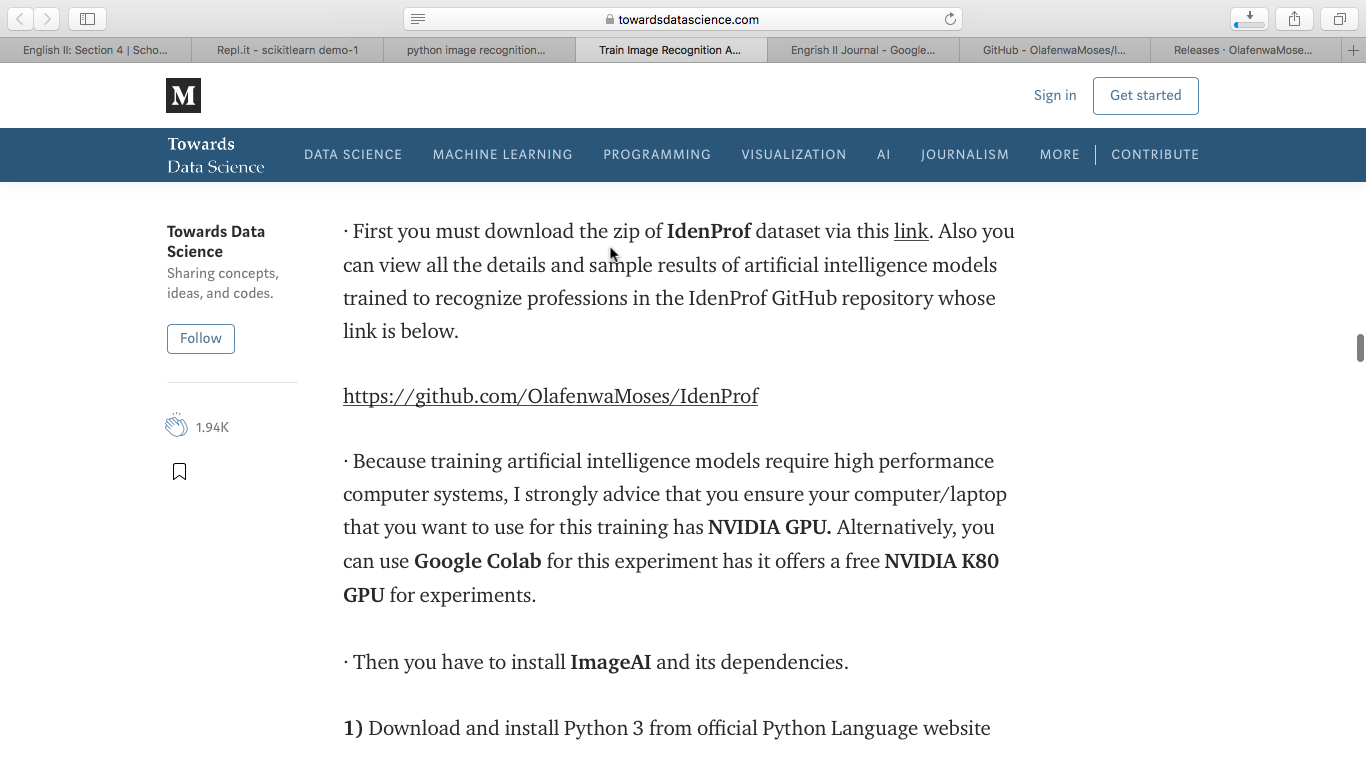 towardsdatascience.com
English II: Section 4 | Scho...
Repl.it - scikitlearn demo-1
python image recognition...
Train Image Recognition A...
Engrish II Journal - Google...
GitHub - OlafenwaMoses/I...
Releases · OlafenwaMose...
M
Sign in
Get started
Towards
Data Science
DATA SCIENCE
MACHINE LEARNING
PROGRAMMING
VISUALIZATION
AI
JOURNALISM
MORE
CONTRIBUTE
Towards Data
Science
Sharing concepts,
ideas, and codes.
Follow
1.94K
· First you must download the zip of IdenProf dataset via this link. Also you
can view all the details and sample results of artificial intelligence models
trained to recognize professions in the IdenProf GitHub repository whose
link is below.
https://github.com/OlafenwaMoses/IdenProf
· Because training artificial intelligence models require high performance
computer systems, I strongly advice that you ensure your computer/laptop
that you want to use for this training has NVIDIA GPU. Alternatively, you
can use Google Colab for this experiment has it offers a free NVIDIA K80
GPU for experiments.
· Then you have to install ImageAI and its dependencies.
1) Download and install Python 3 from official Python Language website